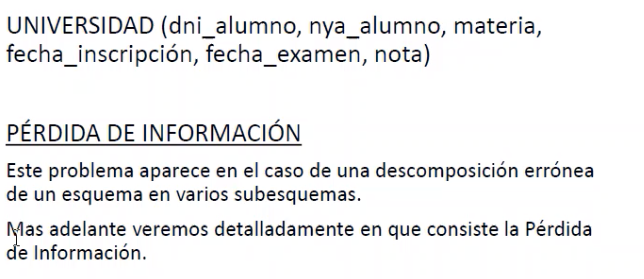 UNIVERSIDAD (dni_alumno, nya_alumno, materia,
fecha_inscripción, fecha_examen, nota)
PÉRDIDA DE INFORMACIÓN
Este problema aparece en el caso de una descomposición errónea
de un esquema en varios subesquemas.
Mas adelante veremos detalladamente en que consiste la Pérdida
de Información.